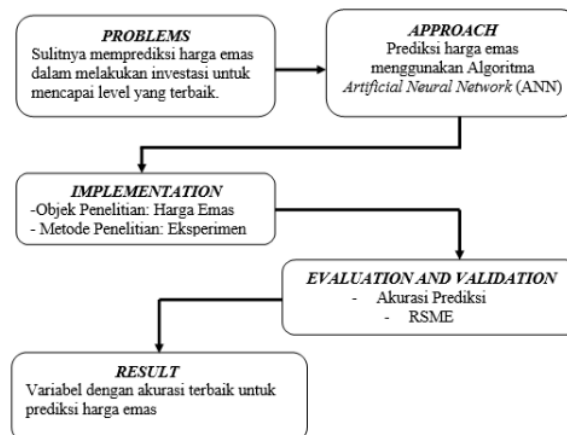 PROBLEMS
Sulitnya memprediksi harga emas
dalam melakukan investasi untuk
mencapai level yang terbaik.
APPROACH
Prediksi harga emas
menggunakan Algoritma
Artificial Neural Network (ANN)
IMPLEMENTATION
-Objek Penelitian: Harga Emas
- Metode Penelitian: Eksperimen
EVALUATION AND VALIDATION
- Akurasi Prediksi
- RSME
RESULT
Variabel dengan akurasi terbaik untuk
prediksi harga emas